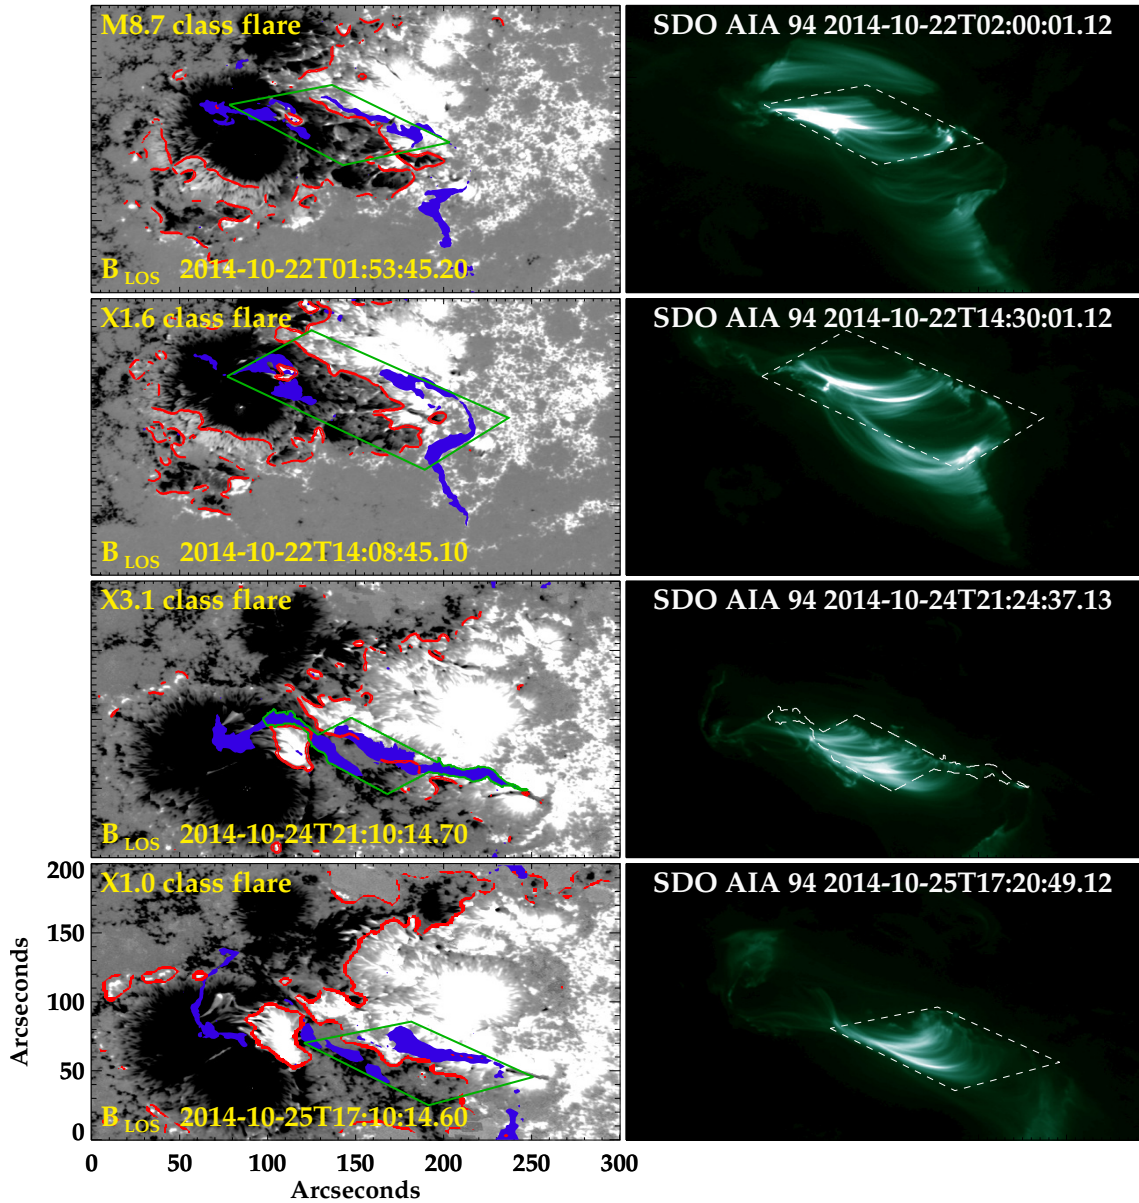 M8.7 class flare
SDO AIA 94 2014-10-22T02:00:01.12
B LOS 2014-10-22T01:53:45.20
X1.6 class flare
SDO AIA 94 2014-10-22T14:30:01.12
B LOS 2014-10-22T14:08:45.10
X3.1 class flare
SDO AIA 94 2014-10-24T21:24:37.13
B LOS 2014-10-24T21:10:14.70
X1.0 class flare
SDO AIA 94 2014-10-25T17:20:49.12
B LOS 2014-10-25T17:10:14.60
200
150
100
50
0
Arcseconds
0 50 100 150 200 250 300
Arcseconds